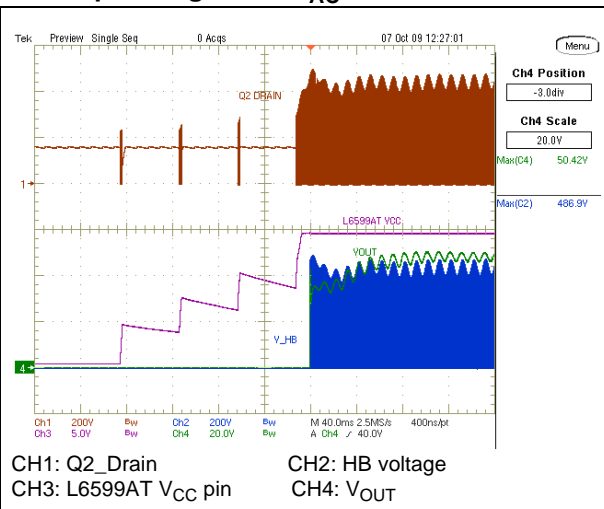 Tek Preview Single Seq 0 Acqs 07 Oct 09 12:27:01
Menu
Ch4 Position
-3.0div
Ch4 Scale
20.0V
Max(C4) 50.42V
Max(C2) 486.9V
Q2 DRAIN
1
L6599AT VCC
VOUT
V_HB
4
Ch1 200V Bw Ch2 200V Bw M 40.0ms 2.5MS/s 400ns/pt
Ch3 5.0V Bw Ch4 20.0V Bw A Ch4 / 40.0V
CH1: Q2_Drain CH2: HB voltage
CH3: L6599AT VCC pin CH4: VOUT